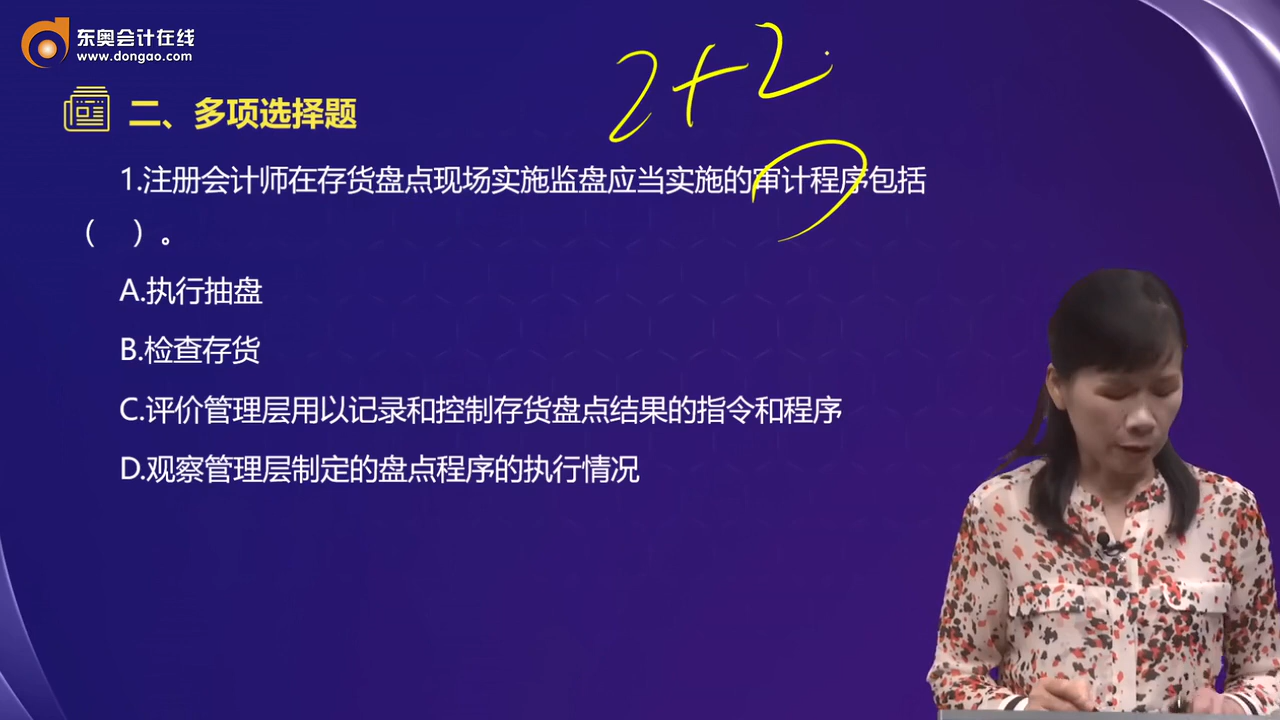 东奥会计在线
www.dongao.com
2+2
二、多项选择题
1.注册会计师在存货盘点现场实施监盘应当实施的审计程序包括
（ ）。
A.执行抽盘
B.检查存货
C.评价管理层用以记录和控制存货盘点结果的指令和程序
D.观察管理层制定的盘点程序的执行情况